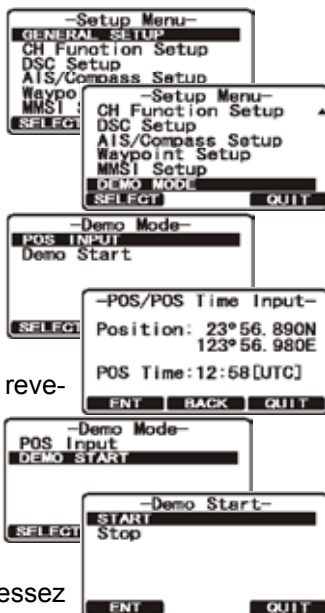 -Setup Menu-
GENERAL SETUP
CH Function Setup
DSC Setup
AIS/Compass Setup
Waypo
MMSI S
SELECT
-Setup Menu-
CH Function Setup
DSC Setup
AIS/Compass Setup
Waypoint Setup
MMSI Setup
DEMO MODE
SELECT QUIT
-Demo Mode-
POS INPUT
Demo Start
SELECT
-POS/POS Time Input-
Position: 23°56.890N
123°56.980E
POS Time:12:58[UTC]
ENT BACK QUIT
reve-
-Demo Mode-
POS Input
DEMO START
SELECT
-Demo Start-
START
Stop
ENT QUIT
essez